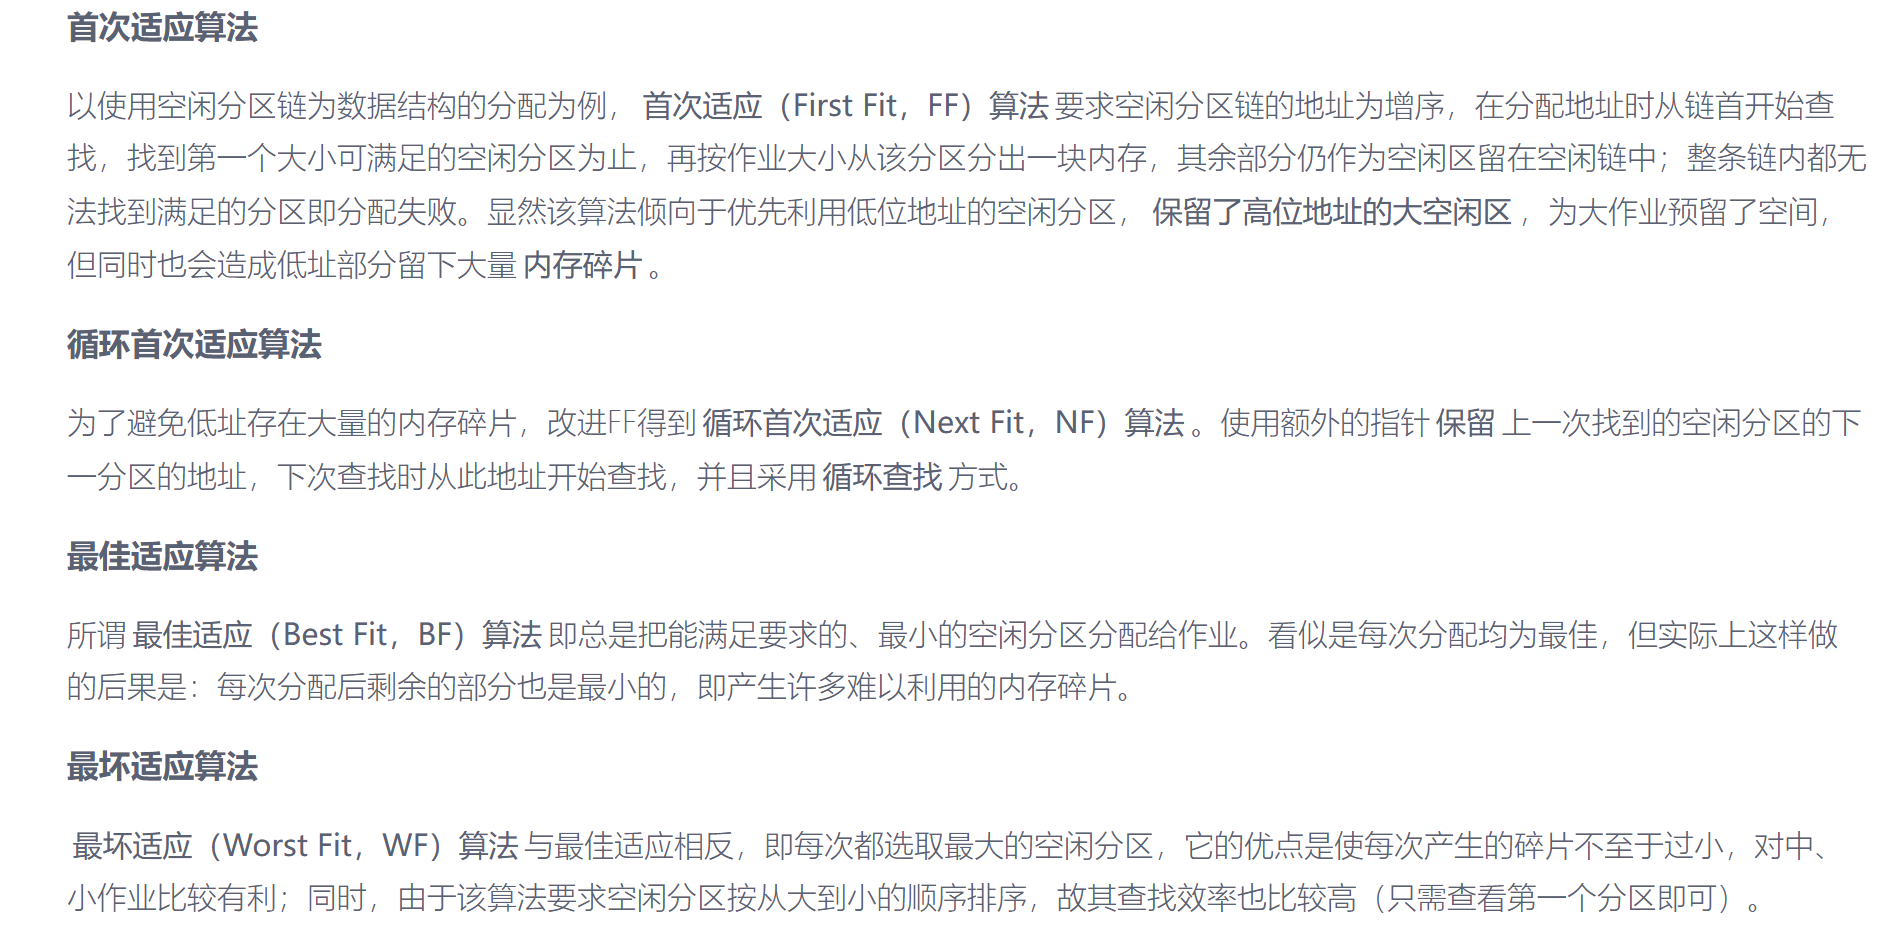 首次适应算法
以使用空闲分区链为数据结构的分配为例， 首次适应（First Fit，FF）算法 要求空闲分区链的地址为增序，在分配地址时从链首开始查
找，找到第一个大小可满足的空闲分区为止，再按作业大小从该分区分出一块内存，其余部分仍作为空闲区留在空闲链中；整条链内都无
法找到满足的分区即分配失败。显然该算法倾向于优先利用低位地址的空闲分区， 保留了高位地址的大空闲区 ，为大作业预留了空间，
但同时也会造成低址部分留下大量 内存碎片 。
循环首次适应算法
为了避免低址存在大量的内存碎片，改进FF得到 循环首次适应（Next Fit，NF）算法 。使用额外的指针 保留 上一次找到的空闲分区的下
一分区的地址，下次查找时从此地址开始查找，并且采用 循环查找 方式。
最佳适应算法
所谓 最佳适应（Best Fit，BF）算法 即总是把能满足要求的、最小的空闲分区分配给作业。看似是每次分配均为最佳，但实际上这样做
的后果是：每次分配后剩余的部分也是最小的，即产生许多难以利用的内存碎片。
最坏适应算法
最坏适应（Worst Fit，WF）算法 与最佳适应相反，即每次都选取最大的空闲分区，它的优点是使每次产生的碎片不至于过小，对中、
小作业比较有利；同时，由于该算法要求空闲分区按从大到小的顺序排序，故其查找效率也比较高（只需查看第一个分区即可）。